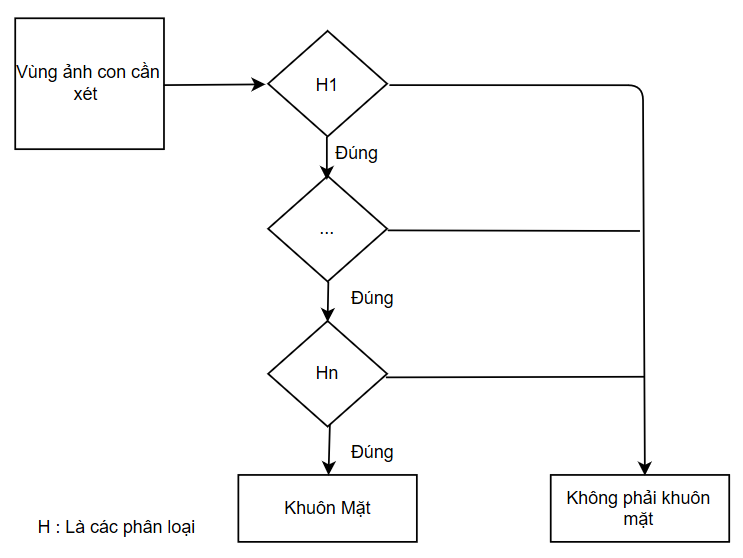 Vùng ảnh con cần
xét
H1
Đúng
...
Đúng
Hn
Đúng
Khuôn Mặt
Không phải khuôn
mặt
H : Là các phân loại